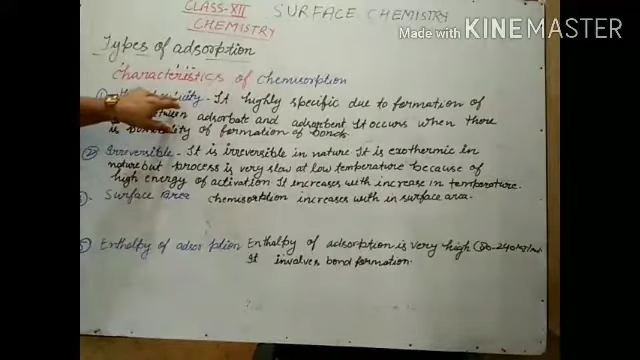 CLASS-XII SURFACE CHEMISTRY
CHEMISTRY
Made with KINEMASTER
Types of adsorption
Characteristics of chemisorption
It highly specific due to formation of
adsorbate and adsorbent It occurs when there
is of formation of bonds
② Irreversible - It is irreversible in nature It is exothermic in
nature but process is very slow at low temperature because of
high energy of activation It increases with increase in temperature.
Surface Area chemisorption increases with in surface area.
⑤ Enthalpy of adsorption Enthalpy of adsorption is very high
It involves bond formation.